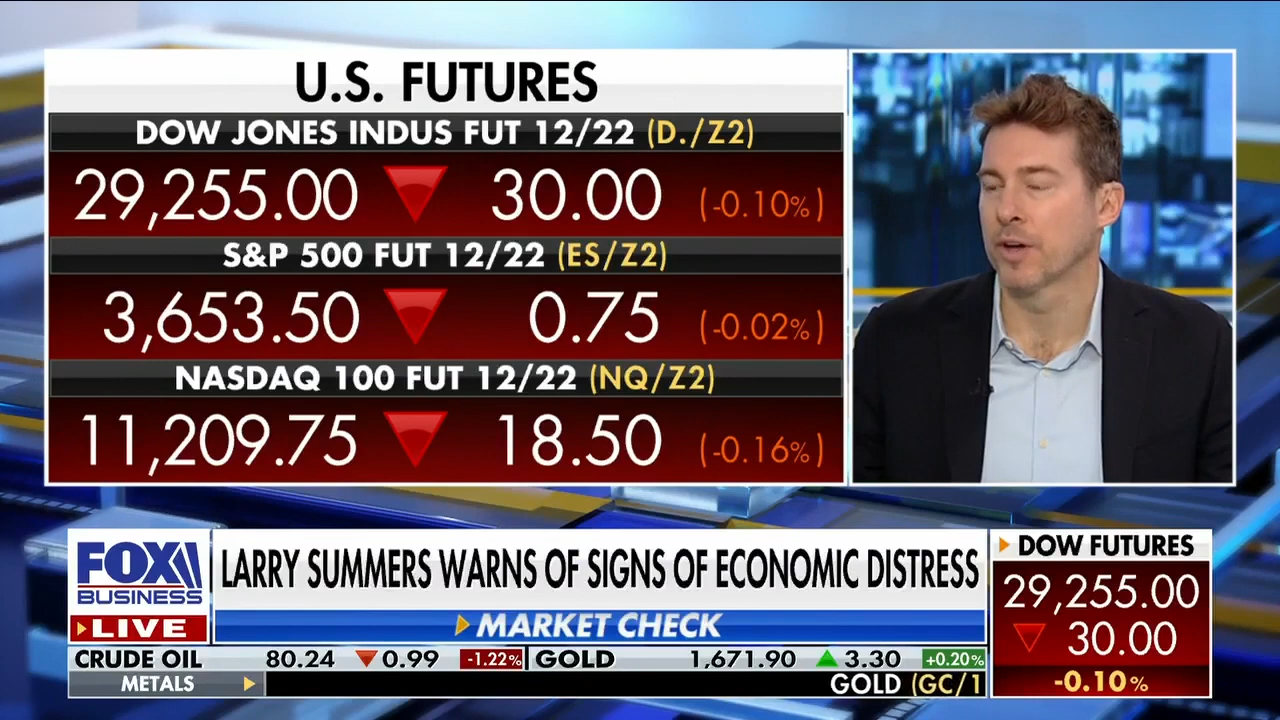 U.S. FUTURES
DOW JONES INDUS FUT 12/22 (D./Z2)
29,255.00 ▼ 30.00 (-0.10%)
S&P 500 FUT 12/22 (ES/Z2)
3,653.50 ▼ 0.75 (-0.02%)
NASDAQ 100 FUT 12/22 (NQ/Z2)
11,209.75 ▼ 18.50 (-0.16%)
FOX
BUSINESS
LIVE
LARRY SUMMERS WARNS OF SIGNS OF ECONOMIC DISTRESS
MARKET CHECK
DOW FUTURES
29,255.00
▼ 30.00
-0.10%
CRUDE OIL 80.24 ▼ 0.99 -1.22% GOLD 1,671.90 ▲ 3.30 +0.20%
METALS
GOLD (GC/1